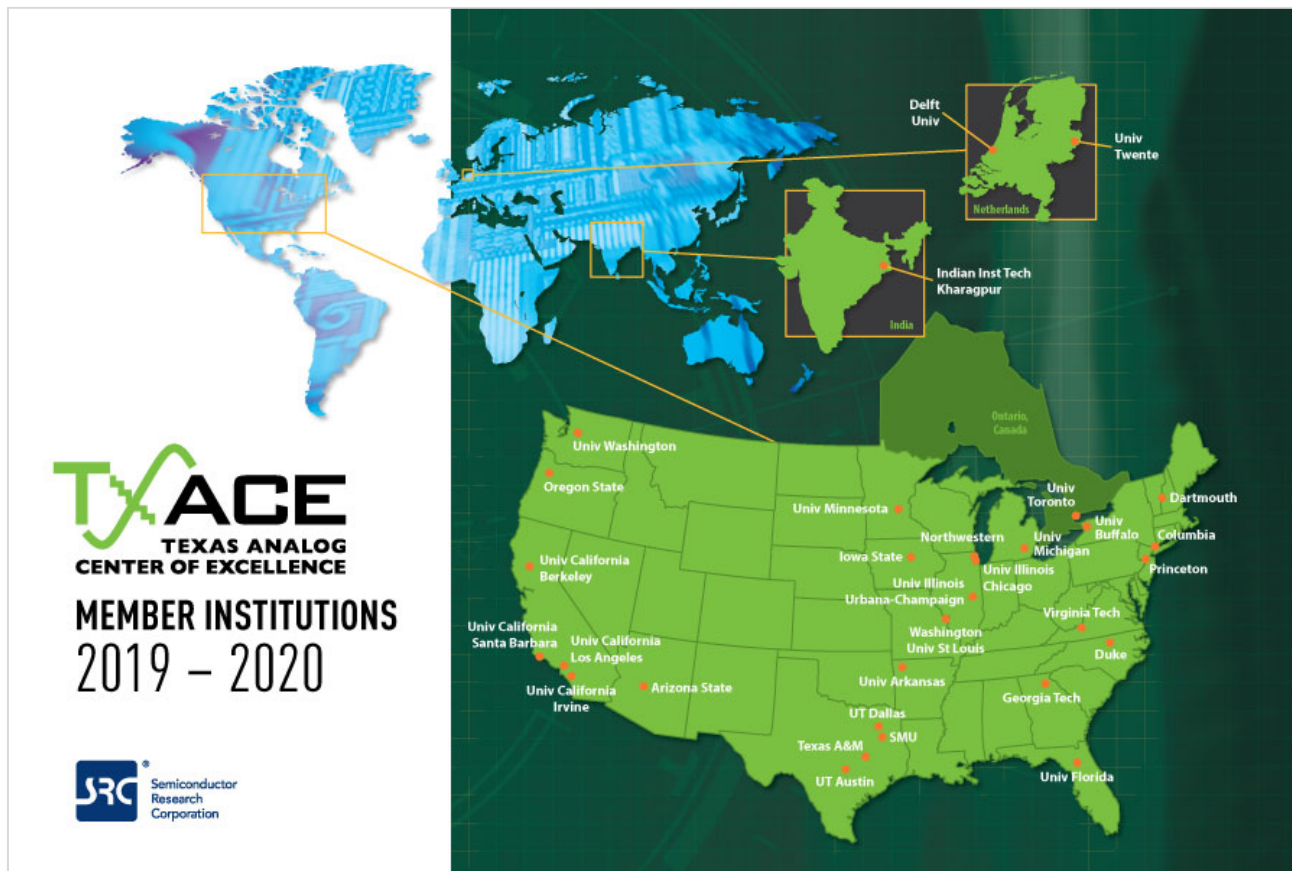 TxACE
TEXAS ANALOG
CENTER OF EXCELLENCE
MEMBER INSTITUTIONS
2019 – 2020
SRC®
Semiconductor
Research
Corporation
Delft
Univ
Univ
Twente
Netherlands
Indian Inst Tech
Kharagpur
India
Ontario,
Canada
Univ Washington
Oregon State
Univ California
Berkeley
Univ California
Santa Barbara
Univ California
Los Angeles
Univ California
Irvine
Arizona State
Univ Minnesota
Iowa State
Northwestern
Univ Illinois
Chicago
Univ Illinois
Urbana-Champaign
Washington
Univ St Louis
Univ Arkansas
UT Dallas
SMU
Texas A&M
UT Austin
Univ
Toronto
Univ
Buffalo
Univ
Michigan
Dartmouth
Columbia
Princeton
Virginia Tech
Duke
Georgia Tech
Univ Florida